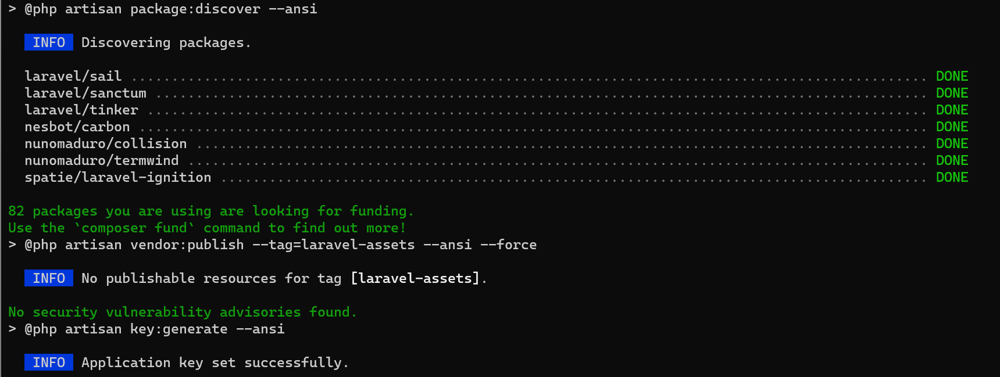 > @php artisan package:discover --ansi
INFO Discovering packages.
laravel/sail .................................................................................................. DONE
laravel/sanctum ............................................................................................... DONE
laravel/tinker ................................................................................................ DONE
nesbot/carbon ................................................................................................. DONE
nunomaduro/collision .......................................................................................... DONE
nunomaduro/termwind ........................................................................................... DONE
spatie/laravel-ignition ....................................................................................... DONE
82 packages you are using are looking for funding.
Use the `composer fund` command to find out more!
> @php artisan vendor:publish --tag=laravel-assets --ansi --force
INFO No publishable resources for tag [laravel-assets].
No security vulnerability advisories found.
> @php artisan key:generate --ansi
INFO Application key set successfully.